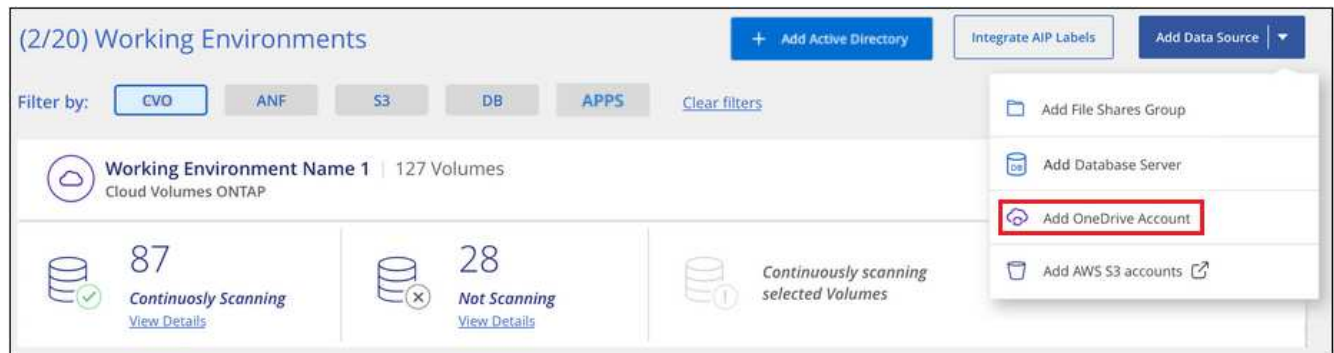 (2/20) Working Environments
+ Add Active Directory
Integrate AIP Labels
Add Data Source
Filter by: CVO ANF S3 DB APPS Clear filters
Add File Shares Group
Working Environment Name 1 | 127 Volumes
Cloud Volumes ONTAP
DB Add Database Server
Add OneDrive Account
Add AWS S3 accounts
87
Continuosly Scanning
View Details
28
Not Scanning
View Details
Continuously scanning
selected Volumes